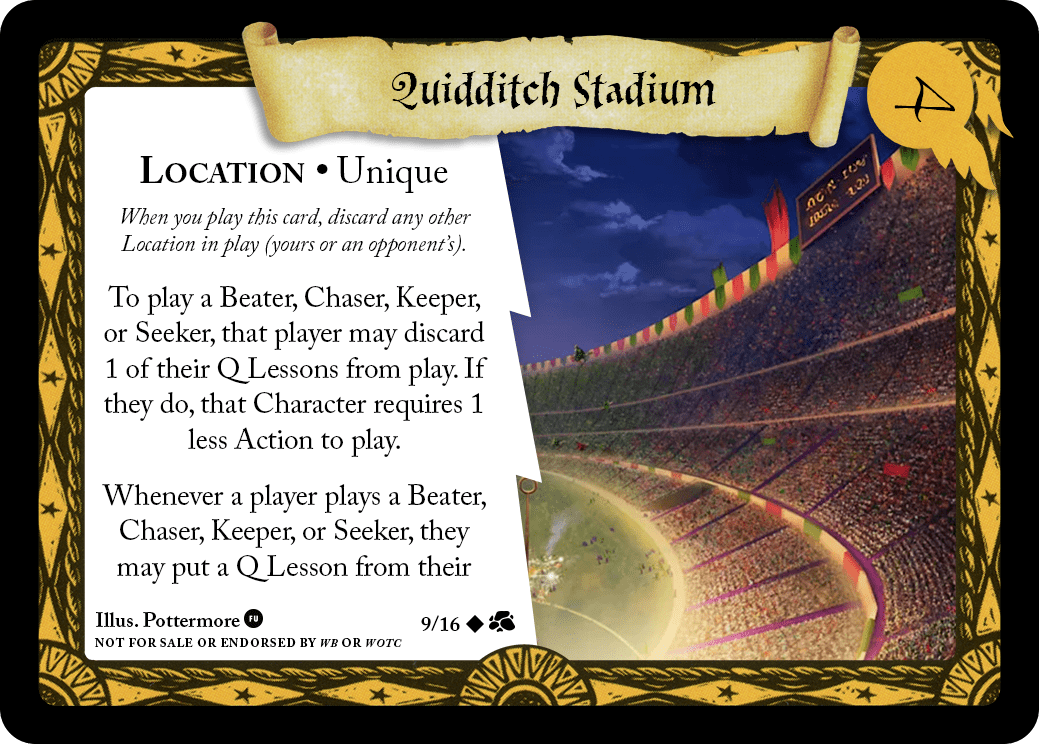 Quidditch Stadium
4
LOCATION • Unique
When you play this card, discard any other
Location in play (yours or an opponent's).
To play a Beater, Chaser, Keeper,
or Seeker, that player may discard
1 of their Q Lessons from play. If
they do, that Character requires 1
less Action to play.
Whenever a player plays a Beater,
Chaser, Keeper, or Seeker, they
may put a Q Lesson from their
Illus. Pottermore FU
9/16
NOT FOR SALE OR ENDORSED BY WB OR WOTC